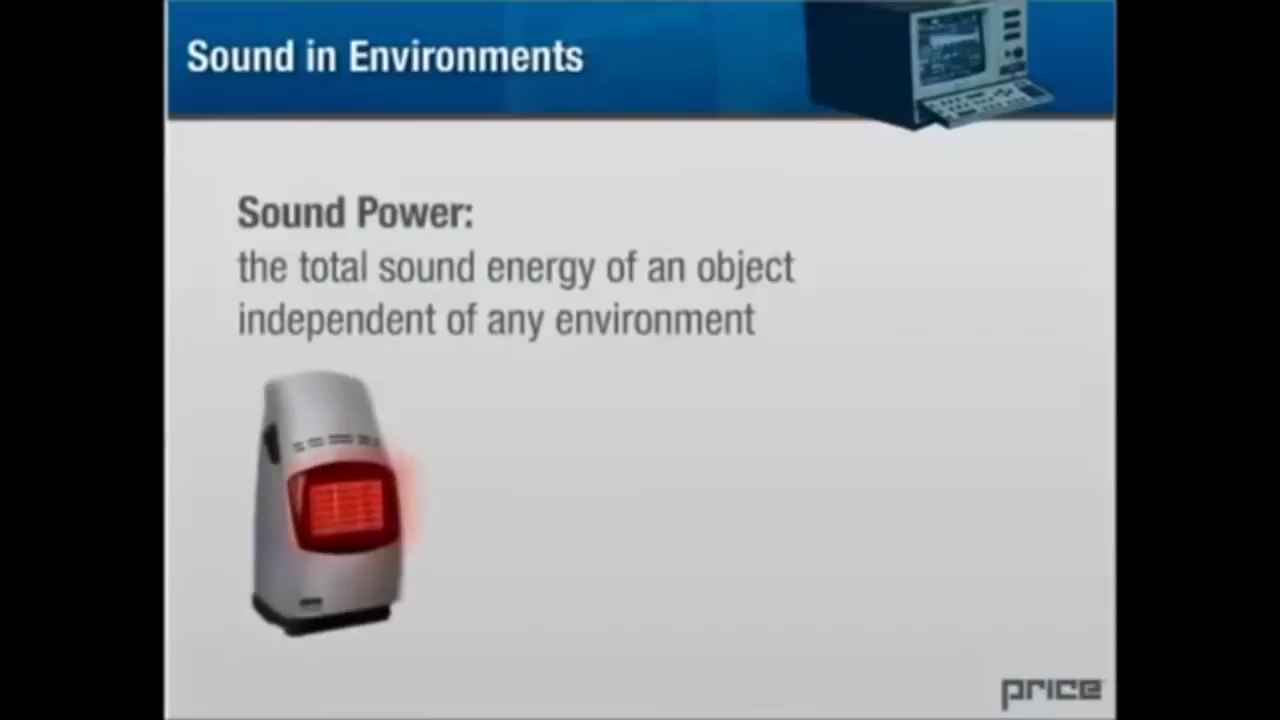 Sound in Environments
Sound Power:
the total sound energy of an object
independent of any environment
price